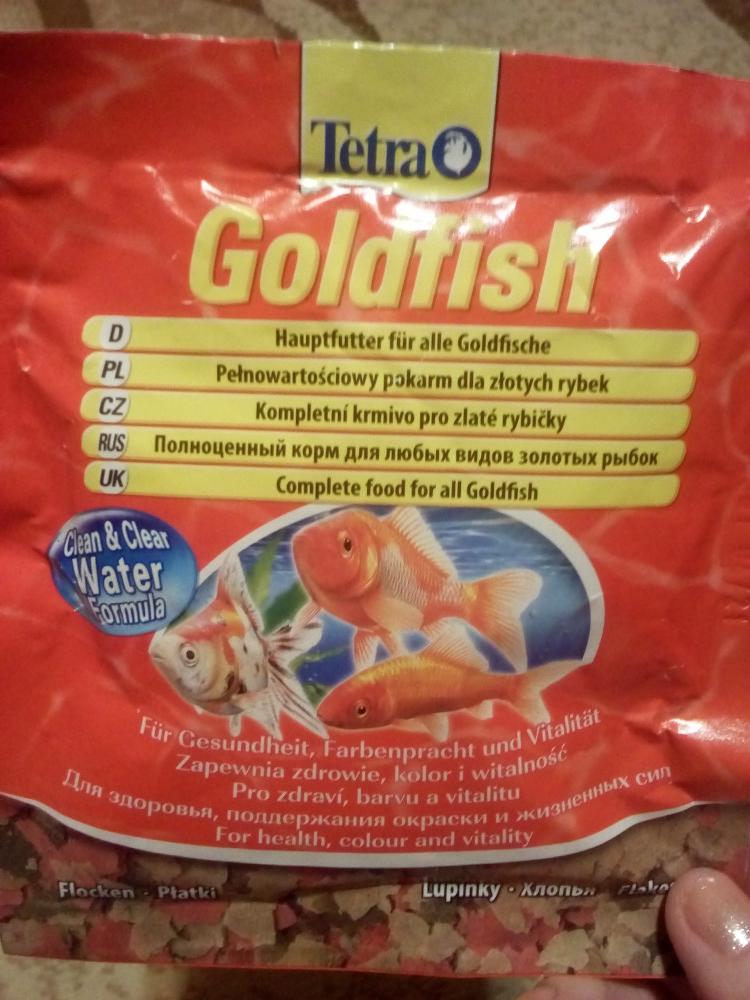 Tetra
Goldfish
D Hauptfutter für alle Goldfische
PL Pełnowartościowy pokarm dla złotych rybek
CZ Kompletní krmivo pro zlaté rybičky
RUS Полноценный корм для любых видов золотых рыбок
UK Complete food for all Goldfish
Clean & Clear
Water
Formula
Für Gesundheit, Farbenpracht und Vitalität
Zapewnia zdrowie, kolor i witalność
Pro zdraví, barvu a vitalitu
Для здоровья, поддержания окраски и жизненных сил
For health, colour and vitality
Flocken · Płatki Lupínky · Хлопья